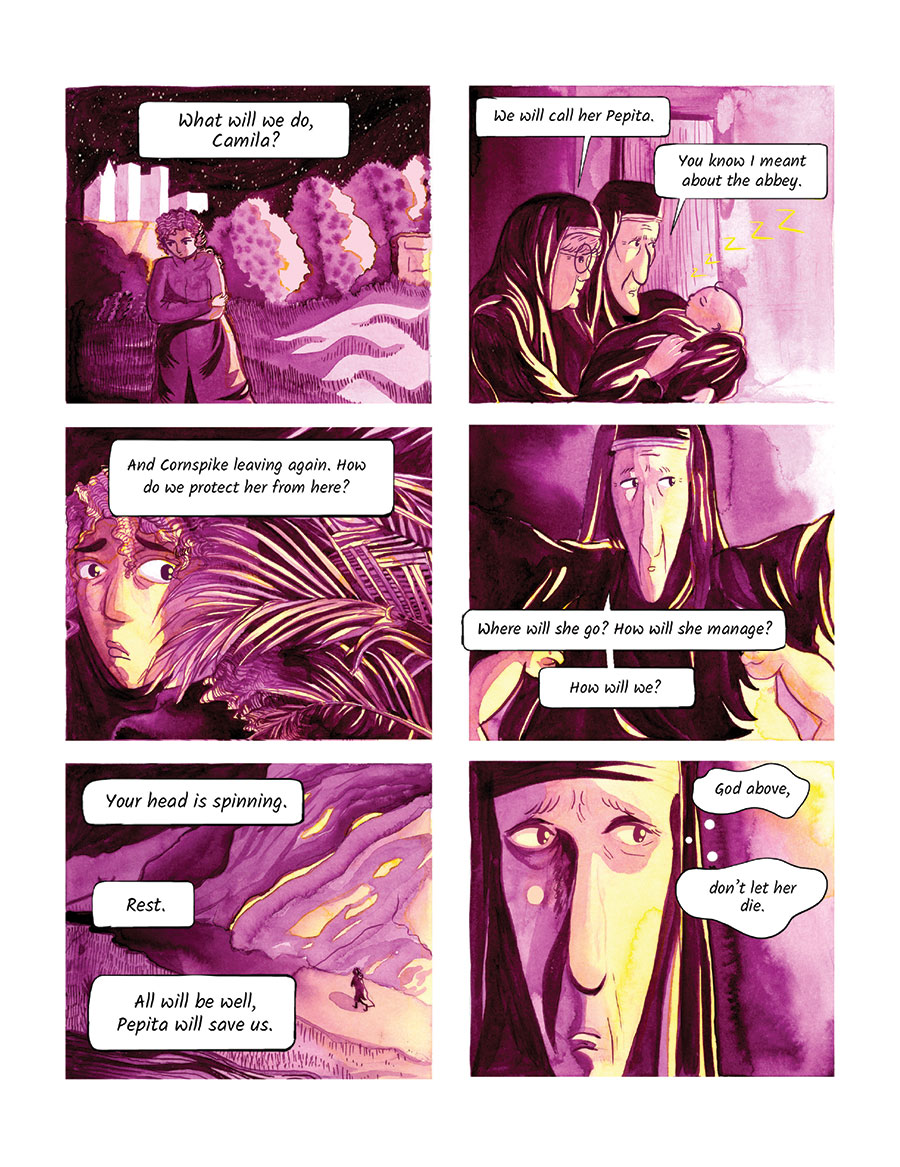 What will we do,
Camila?
We will call her Pepita.
You know I meant
about the abbey.
z z z z z
And Cornspike leaving again. How
do we protect her from here?
Where will she go? How will she manage?
How will we?
Your head is spinning.
Rest.
All will be well,
Pepita will save us.
God above,
don't let her
die.